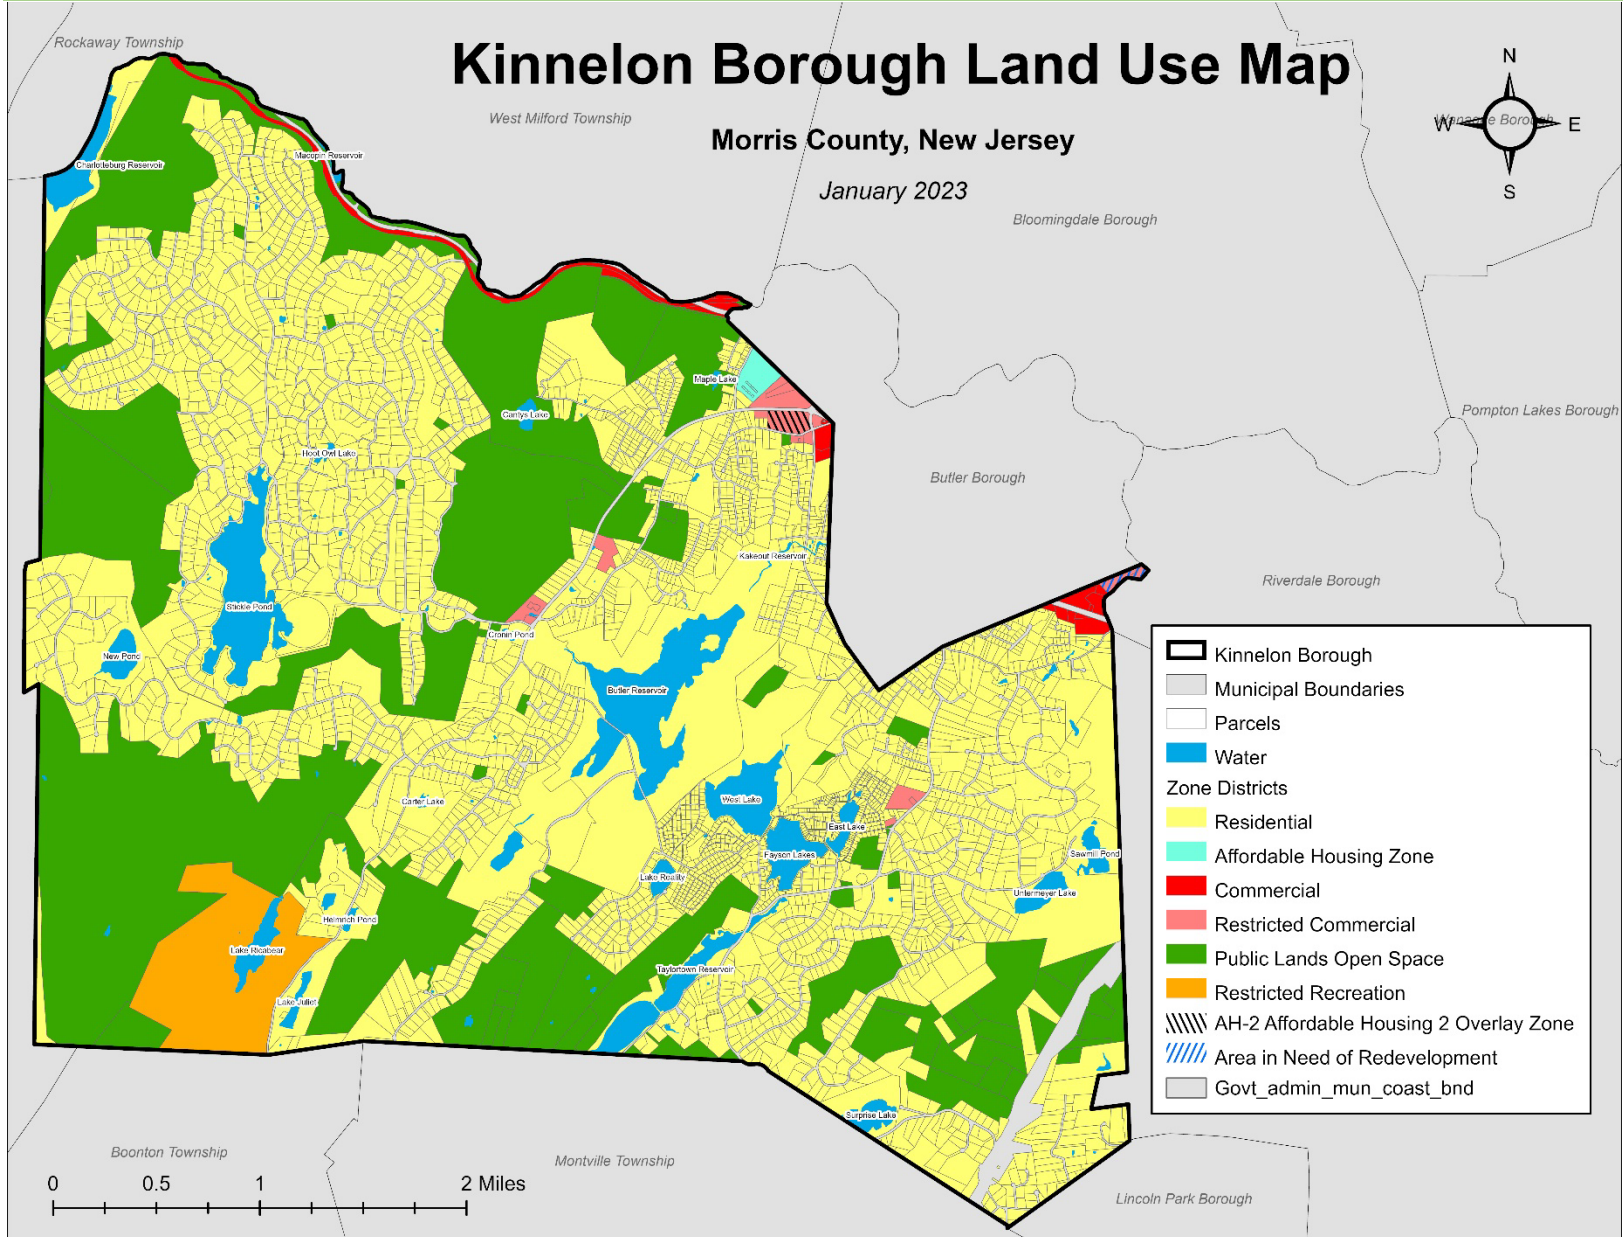 Kinnelon Borough Land Use Map
Morris County, New Jersey
January 2023
N
W
E
S
Rockaway Township
West Milford Township
Wanaque Borough
Bloomingdale Borough
Pompton Lakes Borough
Butler Borough
Riverdale Borough
Boonton Township
Montville Township
Lincoln Park Borough
Charlotteburg Reservoir
Macopin Reservoir
Maple Lake
Cantys Lake
Hoot Owl Lake
Kakeout Reservoir
Stickle Pond
Cronin Pond
New Pond
Butler Reservoir
West Lake
Carter Lake
East Lake
Fayson Lakes
Sawmill Pond
Lake Reality
Untermeyer Lake
Helmrich Pond
Lake Ricabear
Taylortown Reservoir
Lake Juliet
Surprise Lake
Kinnelon Borough
Municipal Boundaries
Parcels
Water
Zone Districts
Residential
Affordable Housing Zone
Commercial
Restricted Commercial
Public Lands Open Space
Restricted Recreation
AH-2 Affordable Housing 2 Overlay Zone
Area in Need of Redevelopment
Govt_admin_mun_coast_bnd
0 0.5 1 2 Miles